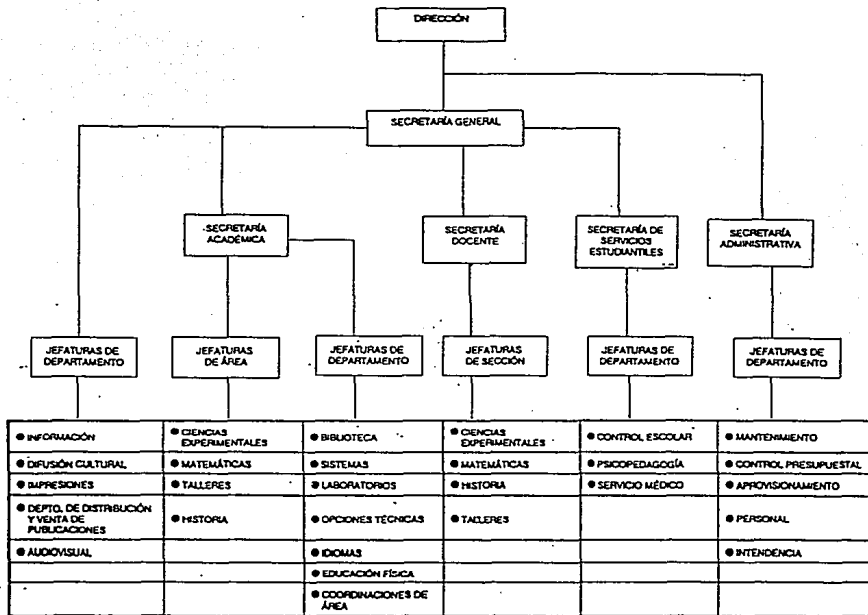 DIRECCIÓN
SECRETARÍA GENERAL
SECRETARÍA
ACADÉMICA
SECRETARÍA
DOCENTE
SECRETARÍA DE
SERVICIOS
ESTUDIANTILES
SECRETARÍA
ADMINISTRATIVA
JEFATURAS DE
DEPARTAMENTO
JEFATURAS
DE ÁREA
JEFATURAS DE
DEPARTAMENTO
JEFATURAS
DE SECCIÓN
JEFATURAS DE
DEPARTAMENTO
JEFATURAS DE
DEPARTAMENTO
● INFORMACIÓN
● CIENCIAS
EXPERIMENTALES
● BIBLIOTECA
● CIENCIAS
EXPERIMENTALES
● CONTROL ESCOLAR
● MANTENIMIENTO
● DIFUSIÓN CULTURAL
● MATEMÁTICAS
● SISTEMAS
● MATEMÁTICAS
● PSICOPEDAGOGÍA
● CONTROL PRESUPUESTAL
● IMPRESIONES
● TALLERES
● LABORATORIOS
● HISTORIA
● SERVICIO MÉDICO
● APROVISIONAMIENTO
● DEPTO. DE DISTRIBUCIÓN
Y VENTA DE
PUBLICACIONES
● HISTORIA
● OPCIONES TÉCNICAS
● TALLERES
● PERSONAL
● AUDIOVISUAL
● IDIOMAS
● INTENDENCIA
● EDUCACIÓN FÍSICA
● COORDINACIONES DE
ÁREA